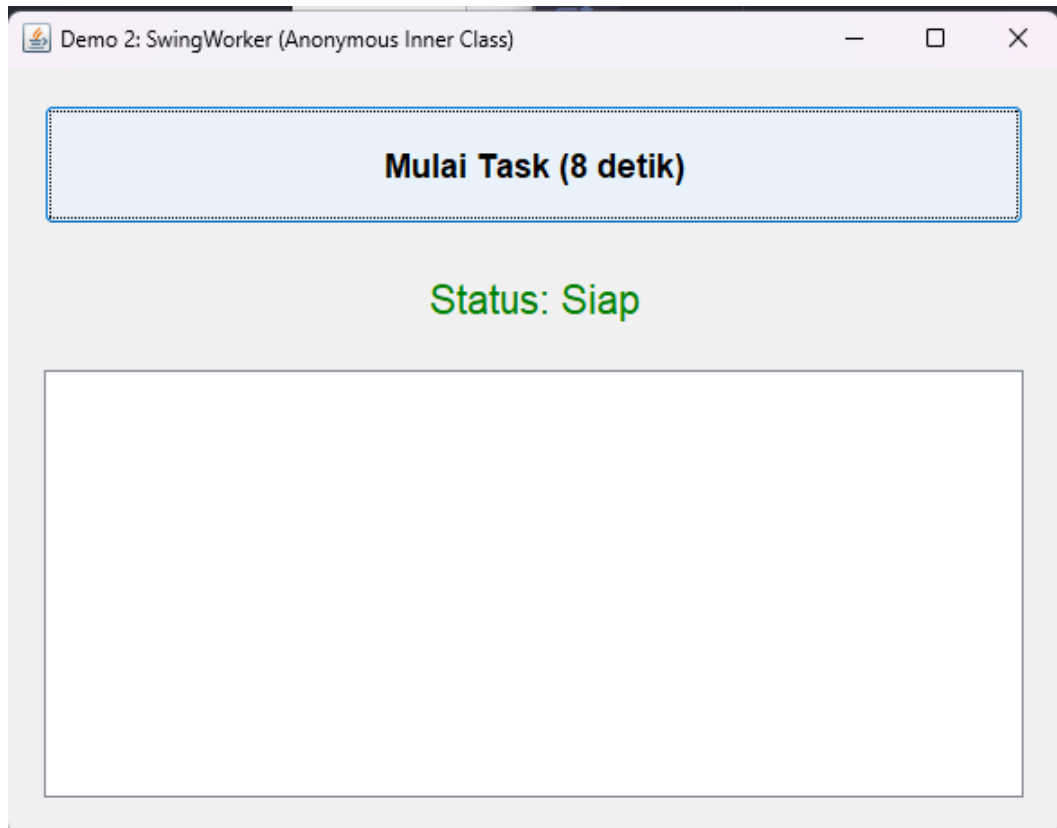 Demo 2: SwingWorker (Anonymous Inner Class)
Mulai Task (8 detik)
Status: Siap